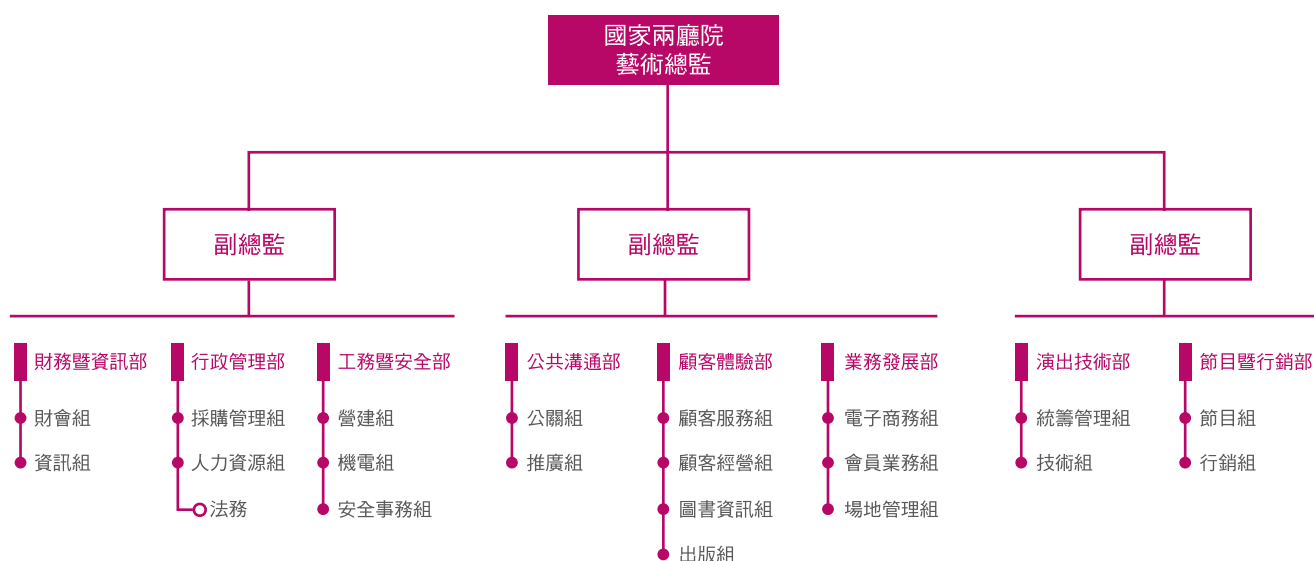 國家兩廳院
藝術總監
副總監
副總監
副總監
財務暨資訊部
財會組
資訊組
行政管理部
採購管理組
人力資源組
法務
工務暨安全部
營建組
機電組
安全事務組
公共溝通部
公關組
推廣組
顧客體驗部
顧客服務組
顧客經營組
圖書資訊組
出版組
業務發展部
電子商務組
會員業務組
場地管理組
演出技術部
統籌管理組
技術組
節目暨行銷部
節目組
行銷組